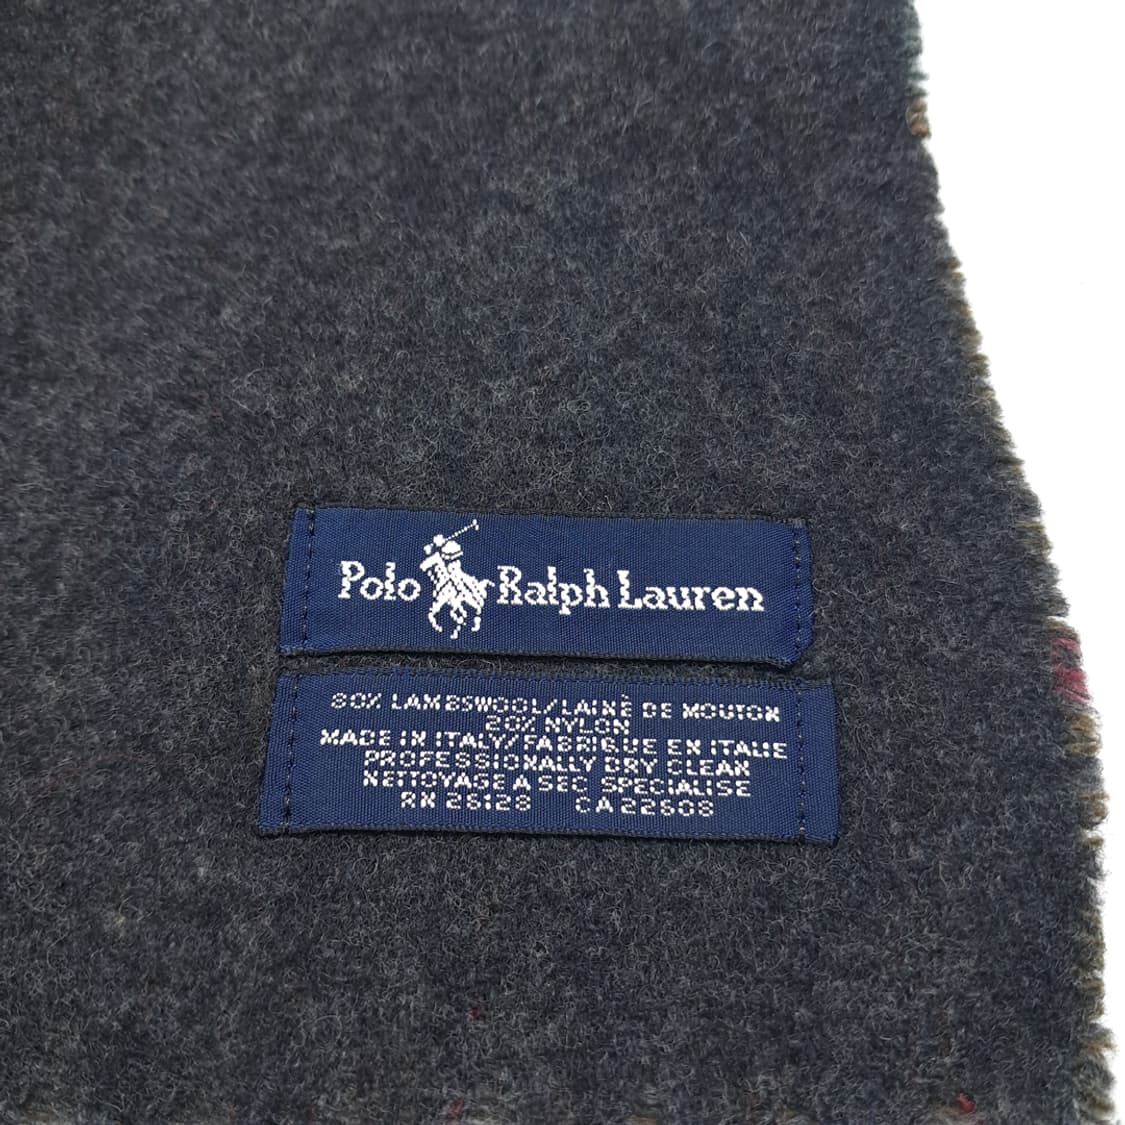 Polo Ralph Lauren
80% LAMBSWOOL/LAINE DE MOUTON
20% NYLON
MADE IN ITALY/FABRIQUE EN ITALIE
PROFESSIONALLY DRY CLEAN
NETTOYAGE A SEC SPECIALISE
RN 26128 CA 22608